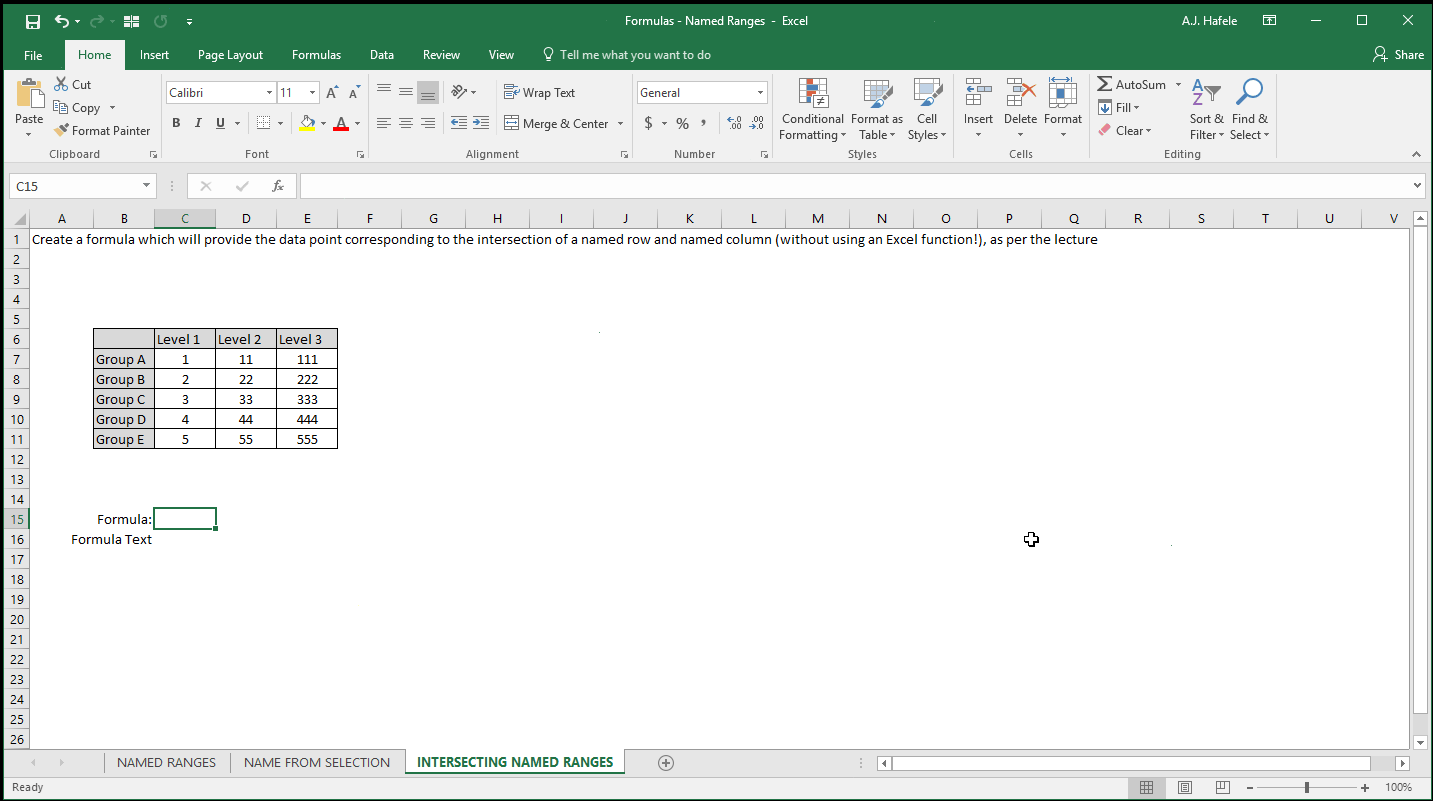 Formulas - Named Ranges - Excel
A.J. Hafele
File Home Insert Page Layout Formulas Data Review View Tell me what you want to do Share
Paste
Cut
Copy
Format Painter
Clipboard
Calibri 11
B I U A
Font
Wrap Text
Merge & Center
Alignment
General
$ % ,
Number
Conditional Formatting
Format as Table
Cell Styles
Styles
Insert Delete Format
Cells
AutoSum
Fill
Clear
Sort & Filter
Find & Select
Editing
C15 fx
A B C D E F G H I J K L M N O P Q R S T U V
1 Create a formula which will provide the data point corresponding to the intersection of a named row and named column (without using an Excel function!), as per the lecture
2
3
4
5
6 Level 1 Level 2 Level 3
7 Group A 1 11 111
8 Group B 2 22 222
9 Group C 3 33 333
10 Group D 4 44 444
11 Group E 5 55 555
12
13
14
15 Formula:
16 Formula Text
17
18
19
20
21
22
23
24
25
26
NAMED RANGES NAME FROM SELECTION INTERSECTING NAMED RANGES
Ready 100%